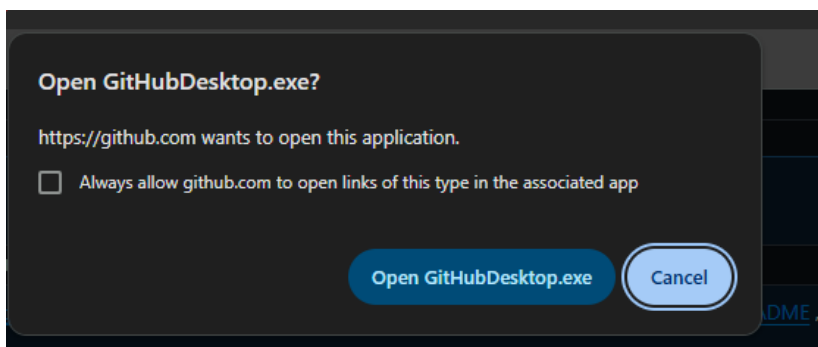 Open GitHubDesktop.exe?
https://github.com wants to open this application.
Always allow github.com to open links of this type in the associated app
Open GitHubDesktop.exe
Cancel